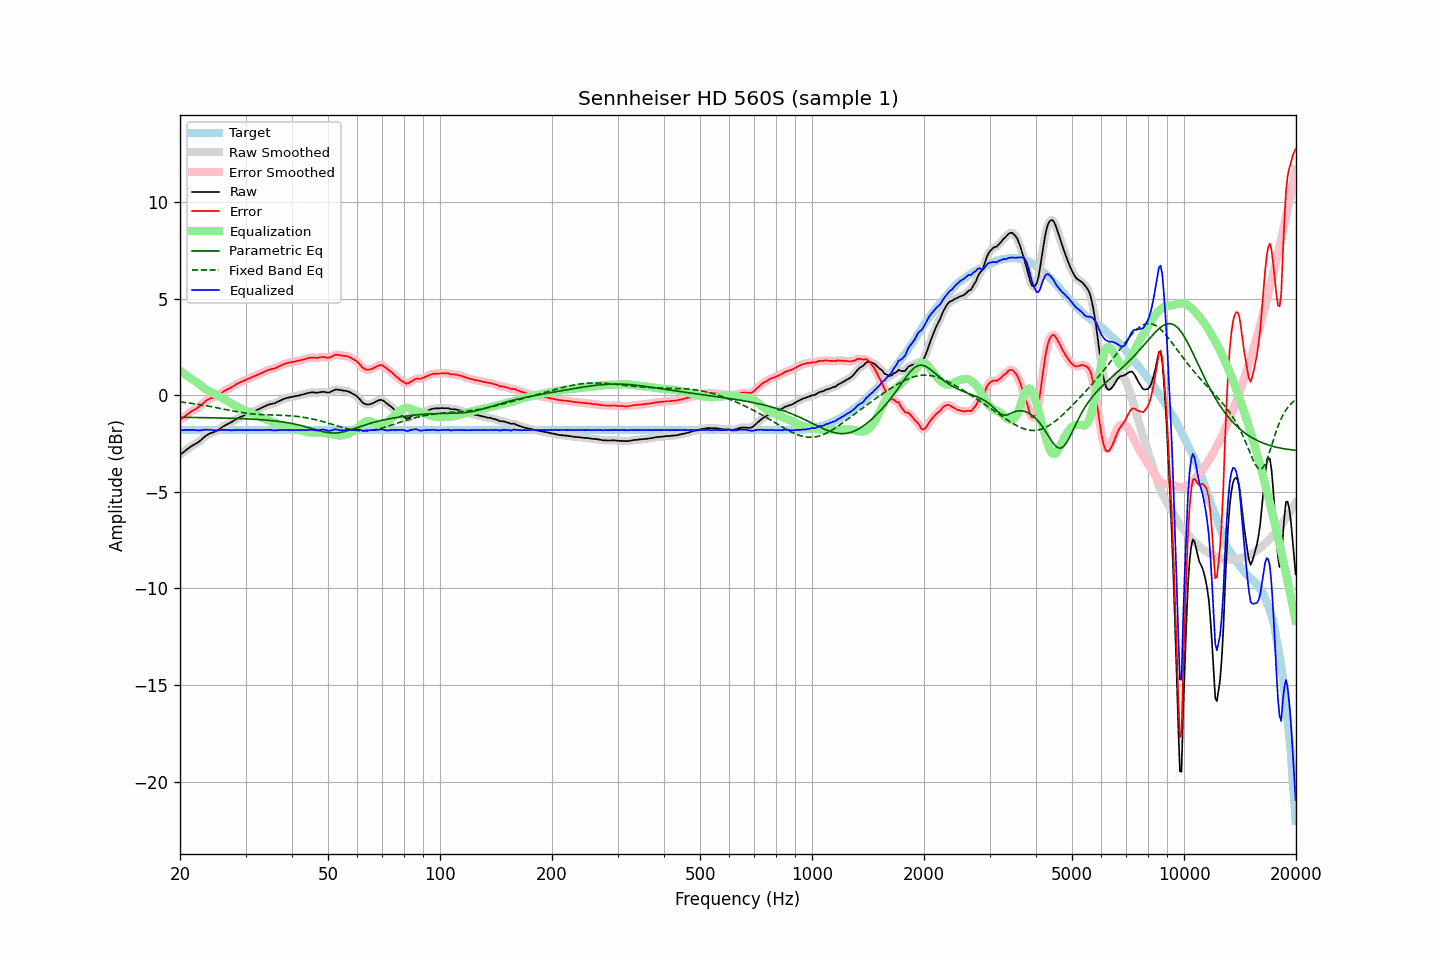 Sennheiser HD 560S (sample 1)
Target
Raw Smoothed
Error Smoothed
Raw
Error
Equalization
Parametric Eq
Fixed Band Eq
Equalized
10
5
0
−5
−10
−15
−20
Amplitude (dBr)
20
50
100
200
500
1000
2000
5000
10000
20000
Frequency (Hz)